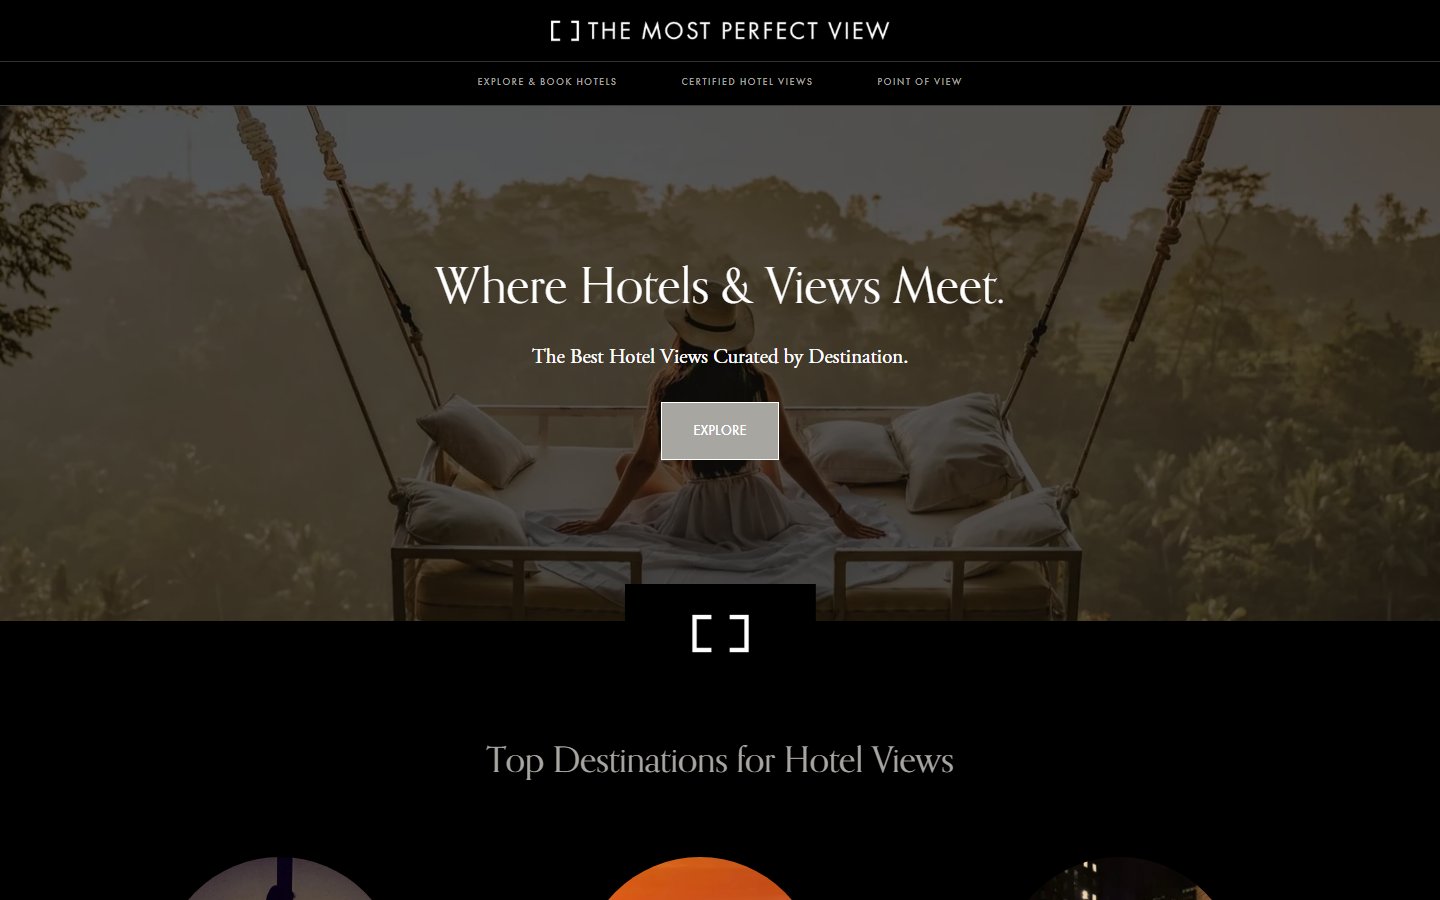 [ ] THE MOST PERFECT VIEW
EXPLORE & BOOK HOTELS
CERTIFIED HOTEL VIEWS
POINT OF VIEW
Where Hotels & Views Meet.
The Best Hotel Views Curated by Destination.
EXPLORE
[ ]
Top Destinations for Hotel Views